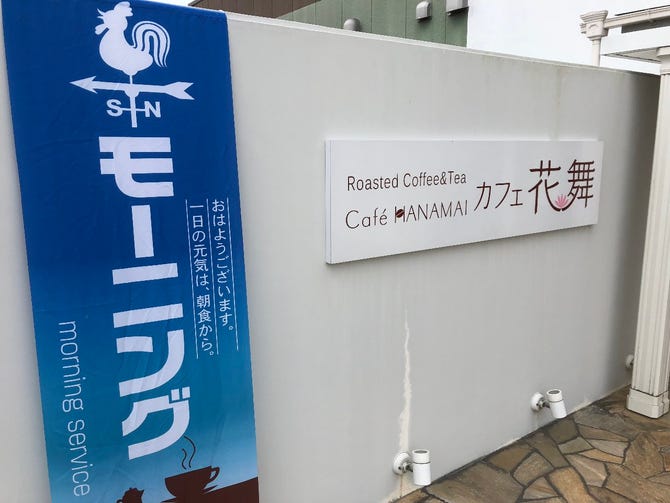 S N
モーニング
おはようございます。
一日の元気は、朝食から。
morning service
Roasted Coffee&Tea
Café HANAMAI カフェ花舞